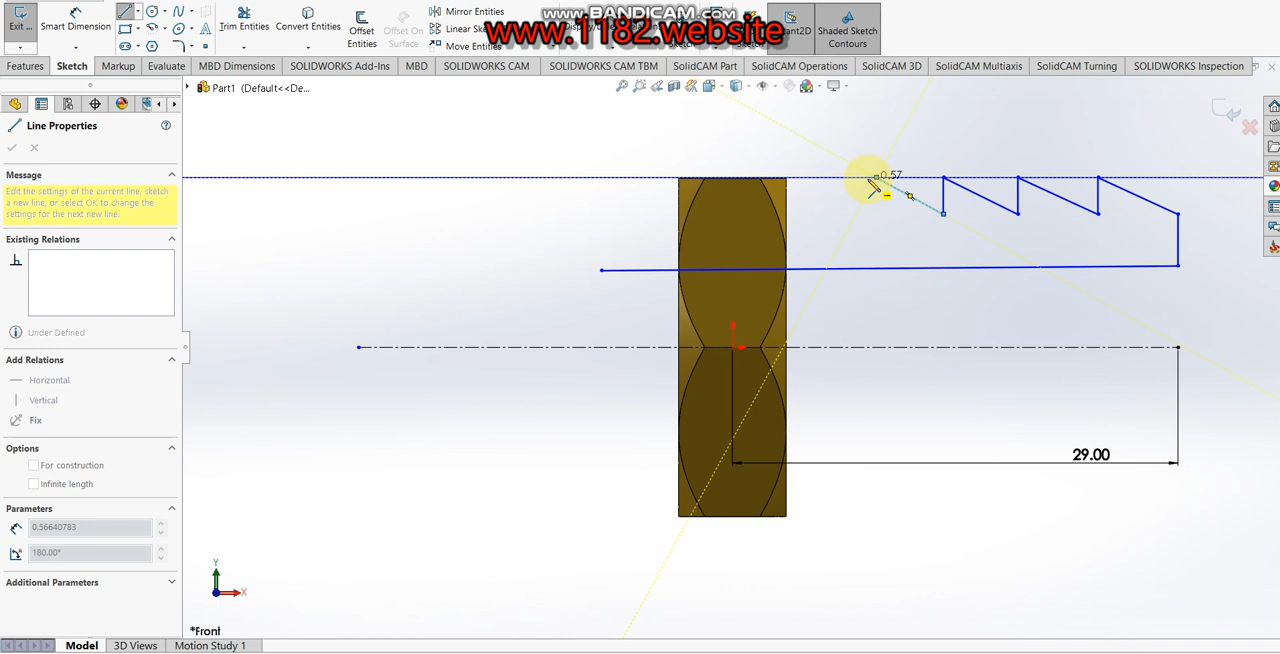 www.BANDICAM.com
www.1182.website
Exit ...
Smart Dimension
Trim Entities
Convert Entities
Offset
Entities
Offset On
Surface
Mirror Entities
Linear Sk
Move Entities
Instant2D
Shaded Sketch
Contours
Features
Sketch
Markup
Evaluate
MBD Dimensions
SOLIDWORKS Add-Ins
MBD
SOLIDWORKS CAM
SOLIDWORKS CAM TBM
SolidCAM Part
SolidCAM Operations
SolidCAM 3D
SolidCAM Multiaxis
SolidCAM Turning
SOLIDWORKS Inspection
Part1 (Default<<De...
Line Properties
Message
Edit the settings of the current line, sketch
a new line, or select OK to change the
settings for the next new line.
Existing Relations
Under Defined
Add Relations
Horizontal
Vertical
Fix
Options
For construction
Infinite length
Parameters
0.56640783
180.00°
Additional Parameters
0.57
29.00
Y
X
*Front
Model
3D Views
Motion Study 1